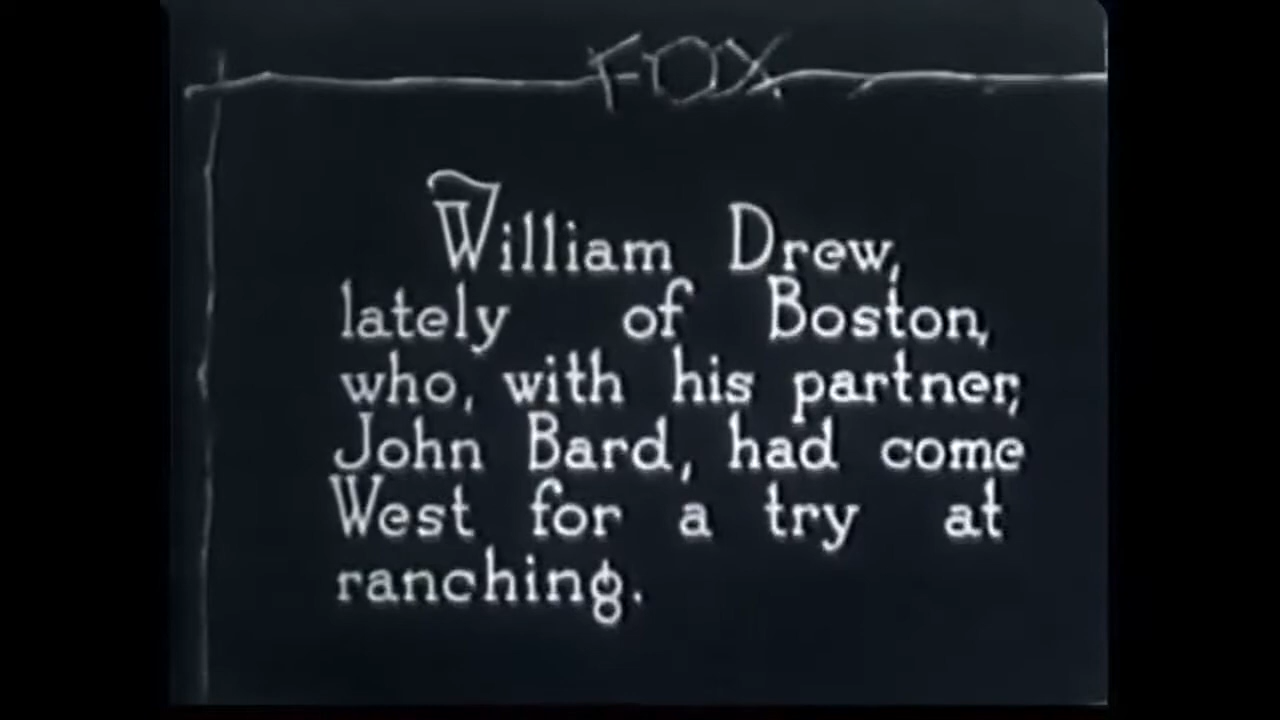 FOX
William Drew,
lately of Boston,
who, with his partner,
John Bard, had come
West for a try at
ranching.